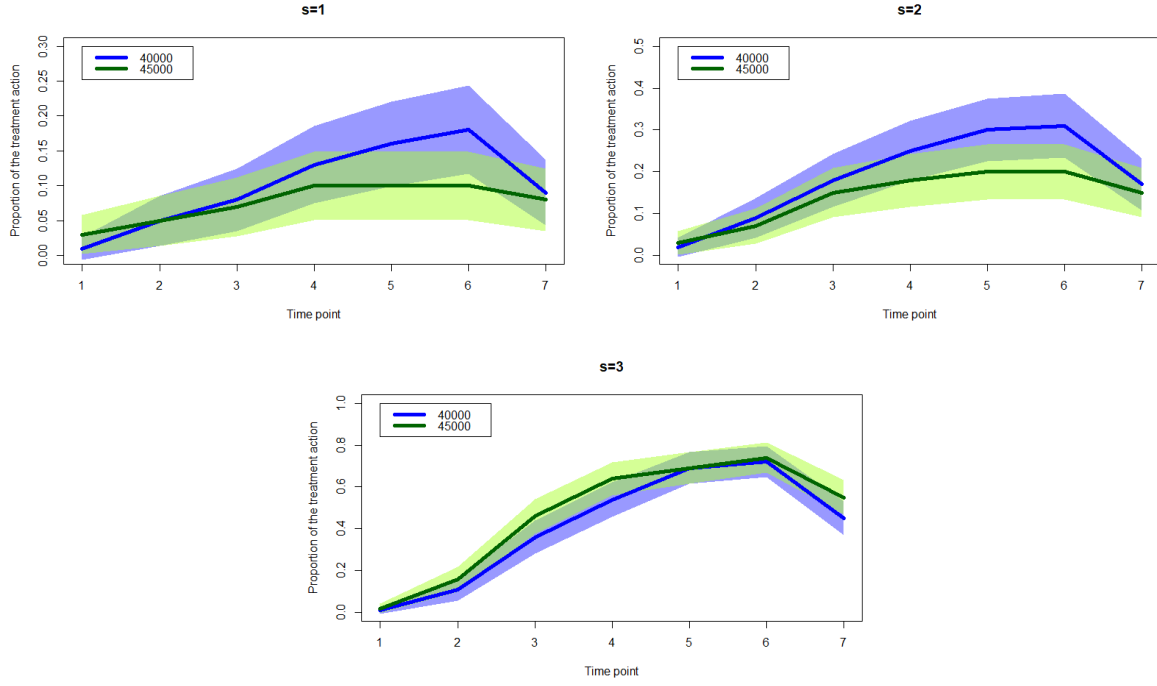 s=1
Proportion of the treatment action
0.00 0.05 0.10 0.15 0.20 0.25 0.30
40000
45000
1 2 3 4 5 6 7
Time point
s=2
Proportion of the treatment action
0.0 0.1 0.2 0.3 0.4 0.5
40000
45000
1 2 3 4 5 6 7
Time point
s=3
Proportion of the treatment action
0.0 0.2 0.4 0.6 0.8 1.0
40000
45000
1 2 3 4 5 6 7
Time point